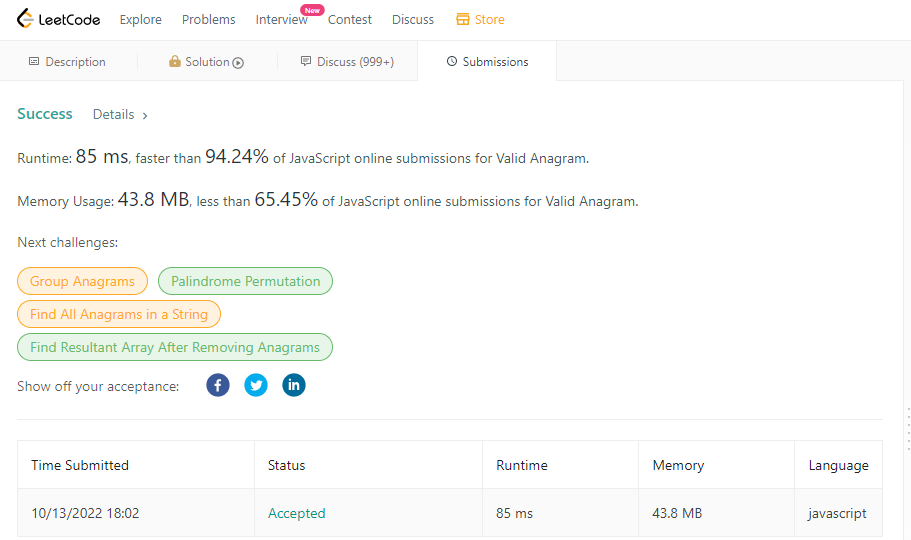 LeetCode Explore Problems Interview New Contest Discuss Store
Description Solution Discuss (999+) Submissions
Success Details >
Runtime: 85 ms, faster than 94.24% of JavaScript online submissions for Valid Anagram.
Memory Usage: 43.8 MB, less than 65.45% of JavaScript online submissions for Valid Anagram.
Next challenges:
Group Anagrams Palindrome Permutation
Find All Anagrams in a String
Find Resultant Array After Removing Anagrams
Show off your acceptance: f in
Time Submitted Status Runtime Memory Language
10/13/2022 18:02 Accepted 85 ms 43.8 MB javascript